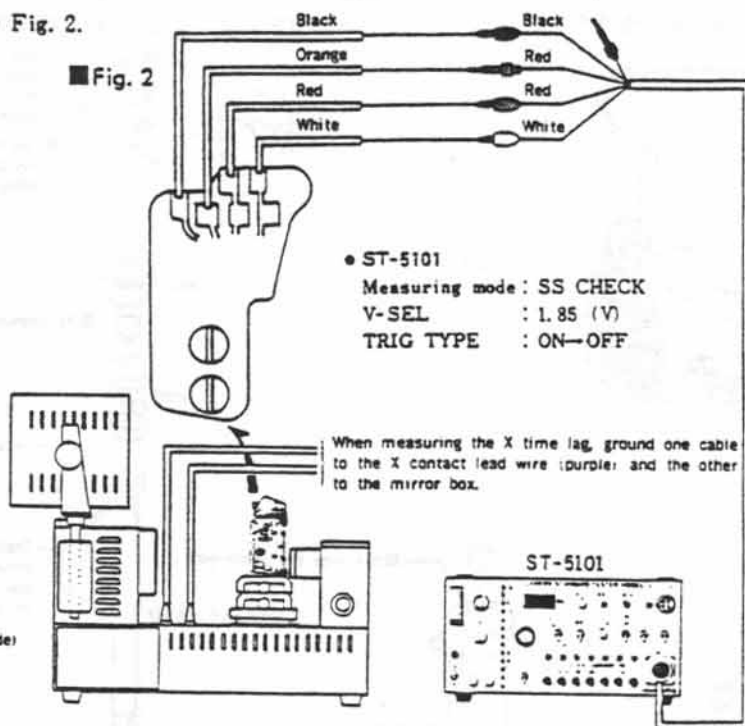 Fig. 2.
■Fig. 2
Black
Black
Orange
Red
Red
Red
White
White
• ST-5101
Measuring mode : SS CHECK
V-SEL : 1.85 (V)
TRIG TYPE : ON→OFF
When measuring the X time lag, ground one cable
to the X contact lead wire (purple) and the other
to the mirror box.
ST-5101